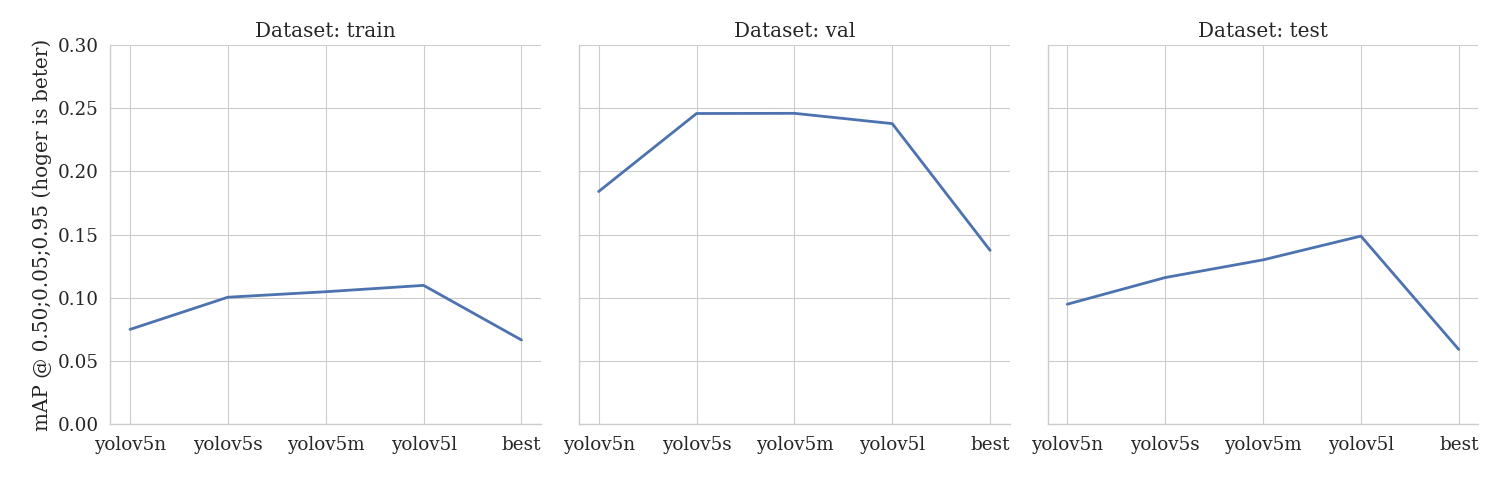 Dataset: train
Dataset: val
Dataset: test
mAP @ 0.50;0.05;0.95 (hoger is beter)
0.30
0.25
0.20
0.15
0.10
0.05
0.00
yolov5n yolov5s yolov5m yolov5l best
yolov5n yolov5s yolov5m yolov5l best
yolov5n yolov5s yolov5m yolov5l best